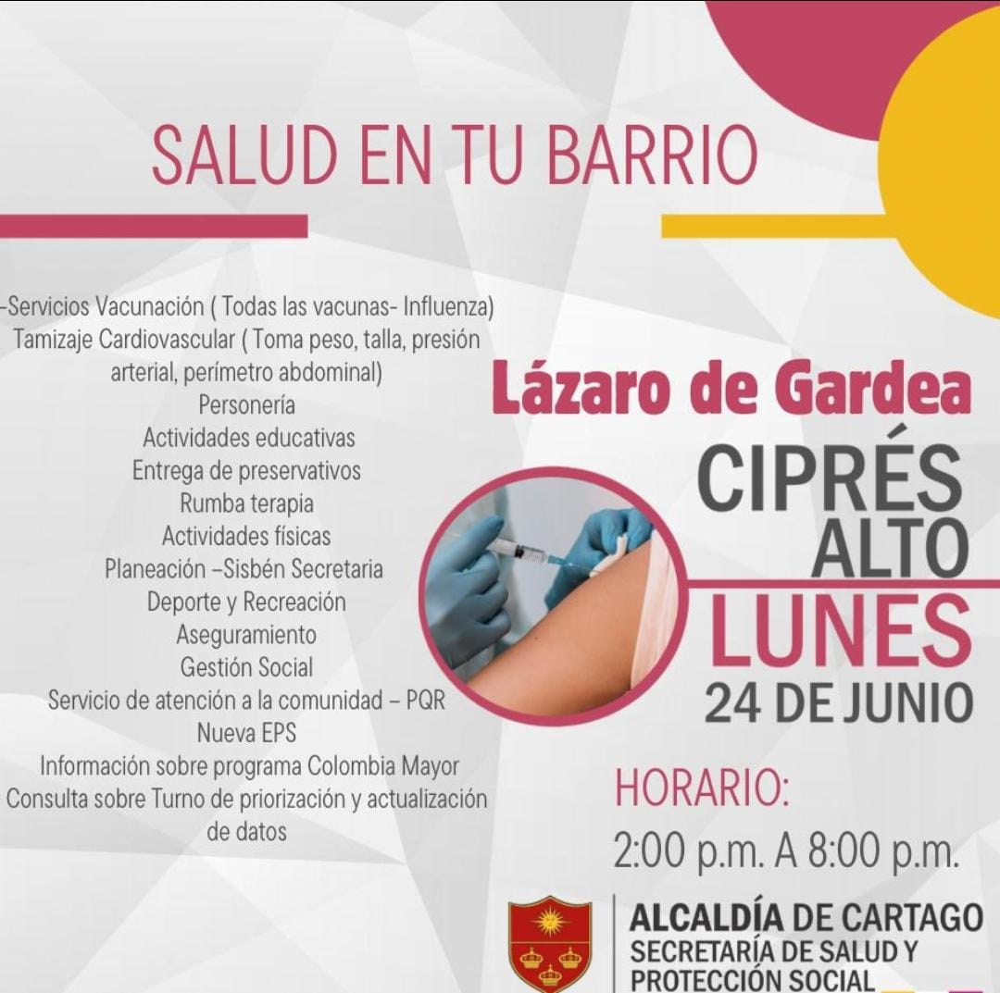 SALUD EN TU BARRIO
-Servicios Vacunación ( Todas las vacunas- Influenza)
Tamizaje Cardiovascular ( Toma peso, talla, presión
arterial, perímetro abdominal)
Personería
Actividades educativas
Entrega de preservativos
Rumba terapia
Actividades físicas
Planeación –Sisbén Secretaria
Deporte y Recreación
Aseguramiento
Gestión Social
Servicio de atención a la comunidad – PQR
Nueva EPS
Información sobre programa Colombia Mayor
Consulta sobre Turno de priorización y actualización
de datos
Lázaro de Gardea
CIPRÉS
ALTO
LUNES
24 DE JUNIO
HORARIO:
2:00 p.m. A 8:00 p.m.
ALCALDÍA DE CARTAGO
SECRETARÍA DE SALUD Y
PROTECCIÓN SOCIAL